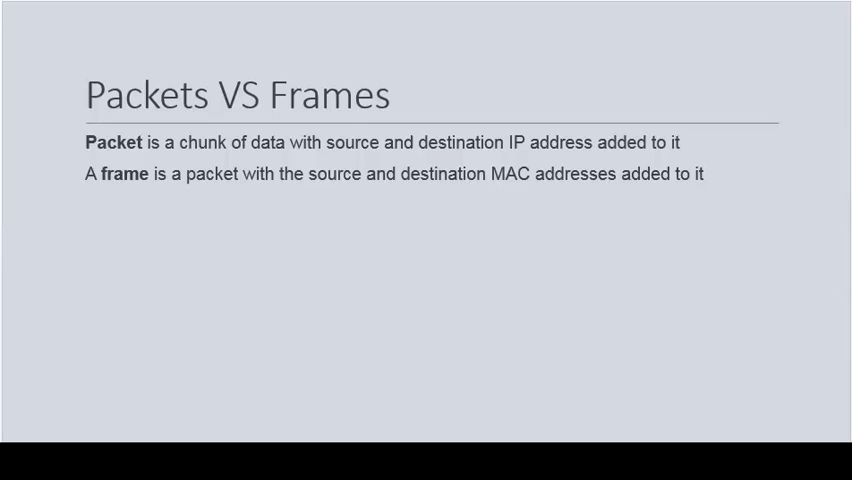 Packets VS Frames
Packet is a chunk of data with source and destination IP address added to it
A frame is a packet with the source and destination MAC addresses added to it